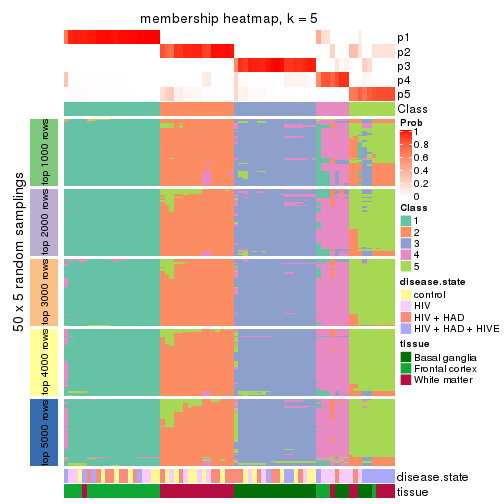 membership heatmap, k = 5
p1
p2
p3
p4
p5
Class
50 x 5 random samplings
top 1000 rows
top 2000 rows
top 3000 rows
top 4000 rows
top 5000 rows
disease.state
tissue
Prob
1
0.8
0.6
0.4
0.2
0
Class
1
2
3
4
5
disease.state
control
HIV
HIV + HAD
HIV + HAD + HIVE
tissue
Basal ganglia
Frontal cortex
White matter